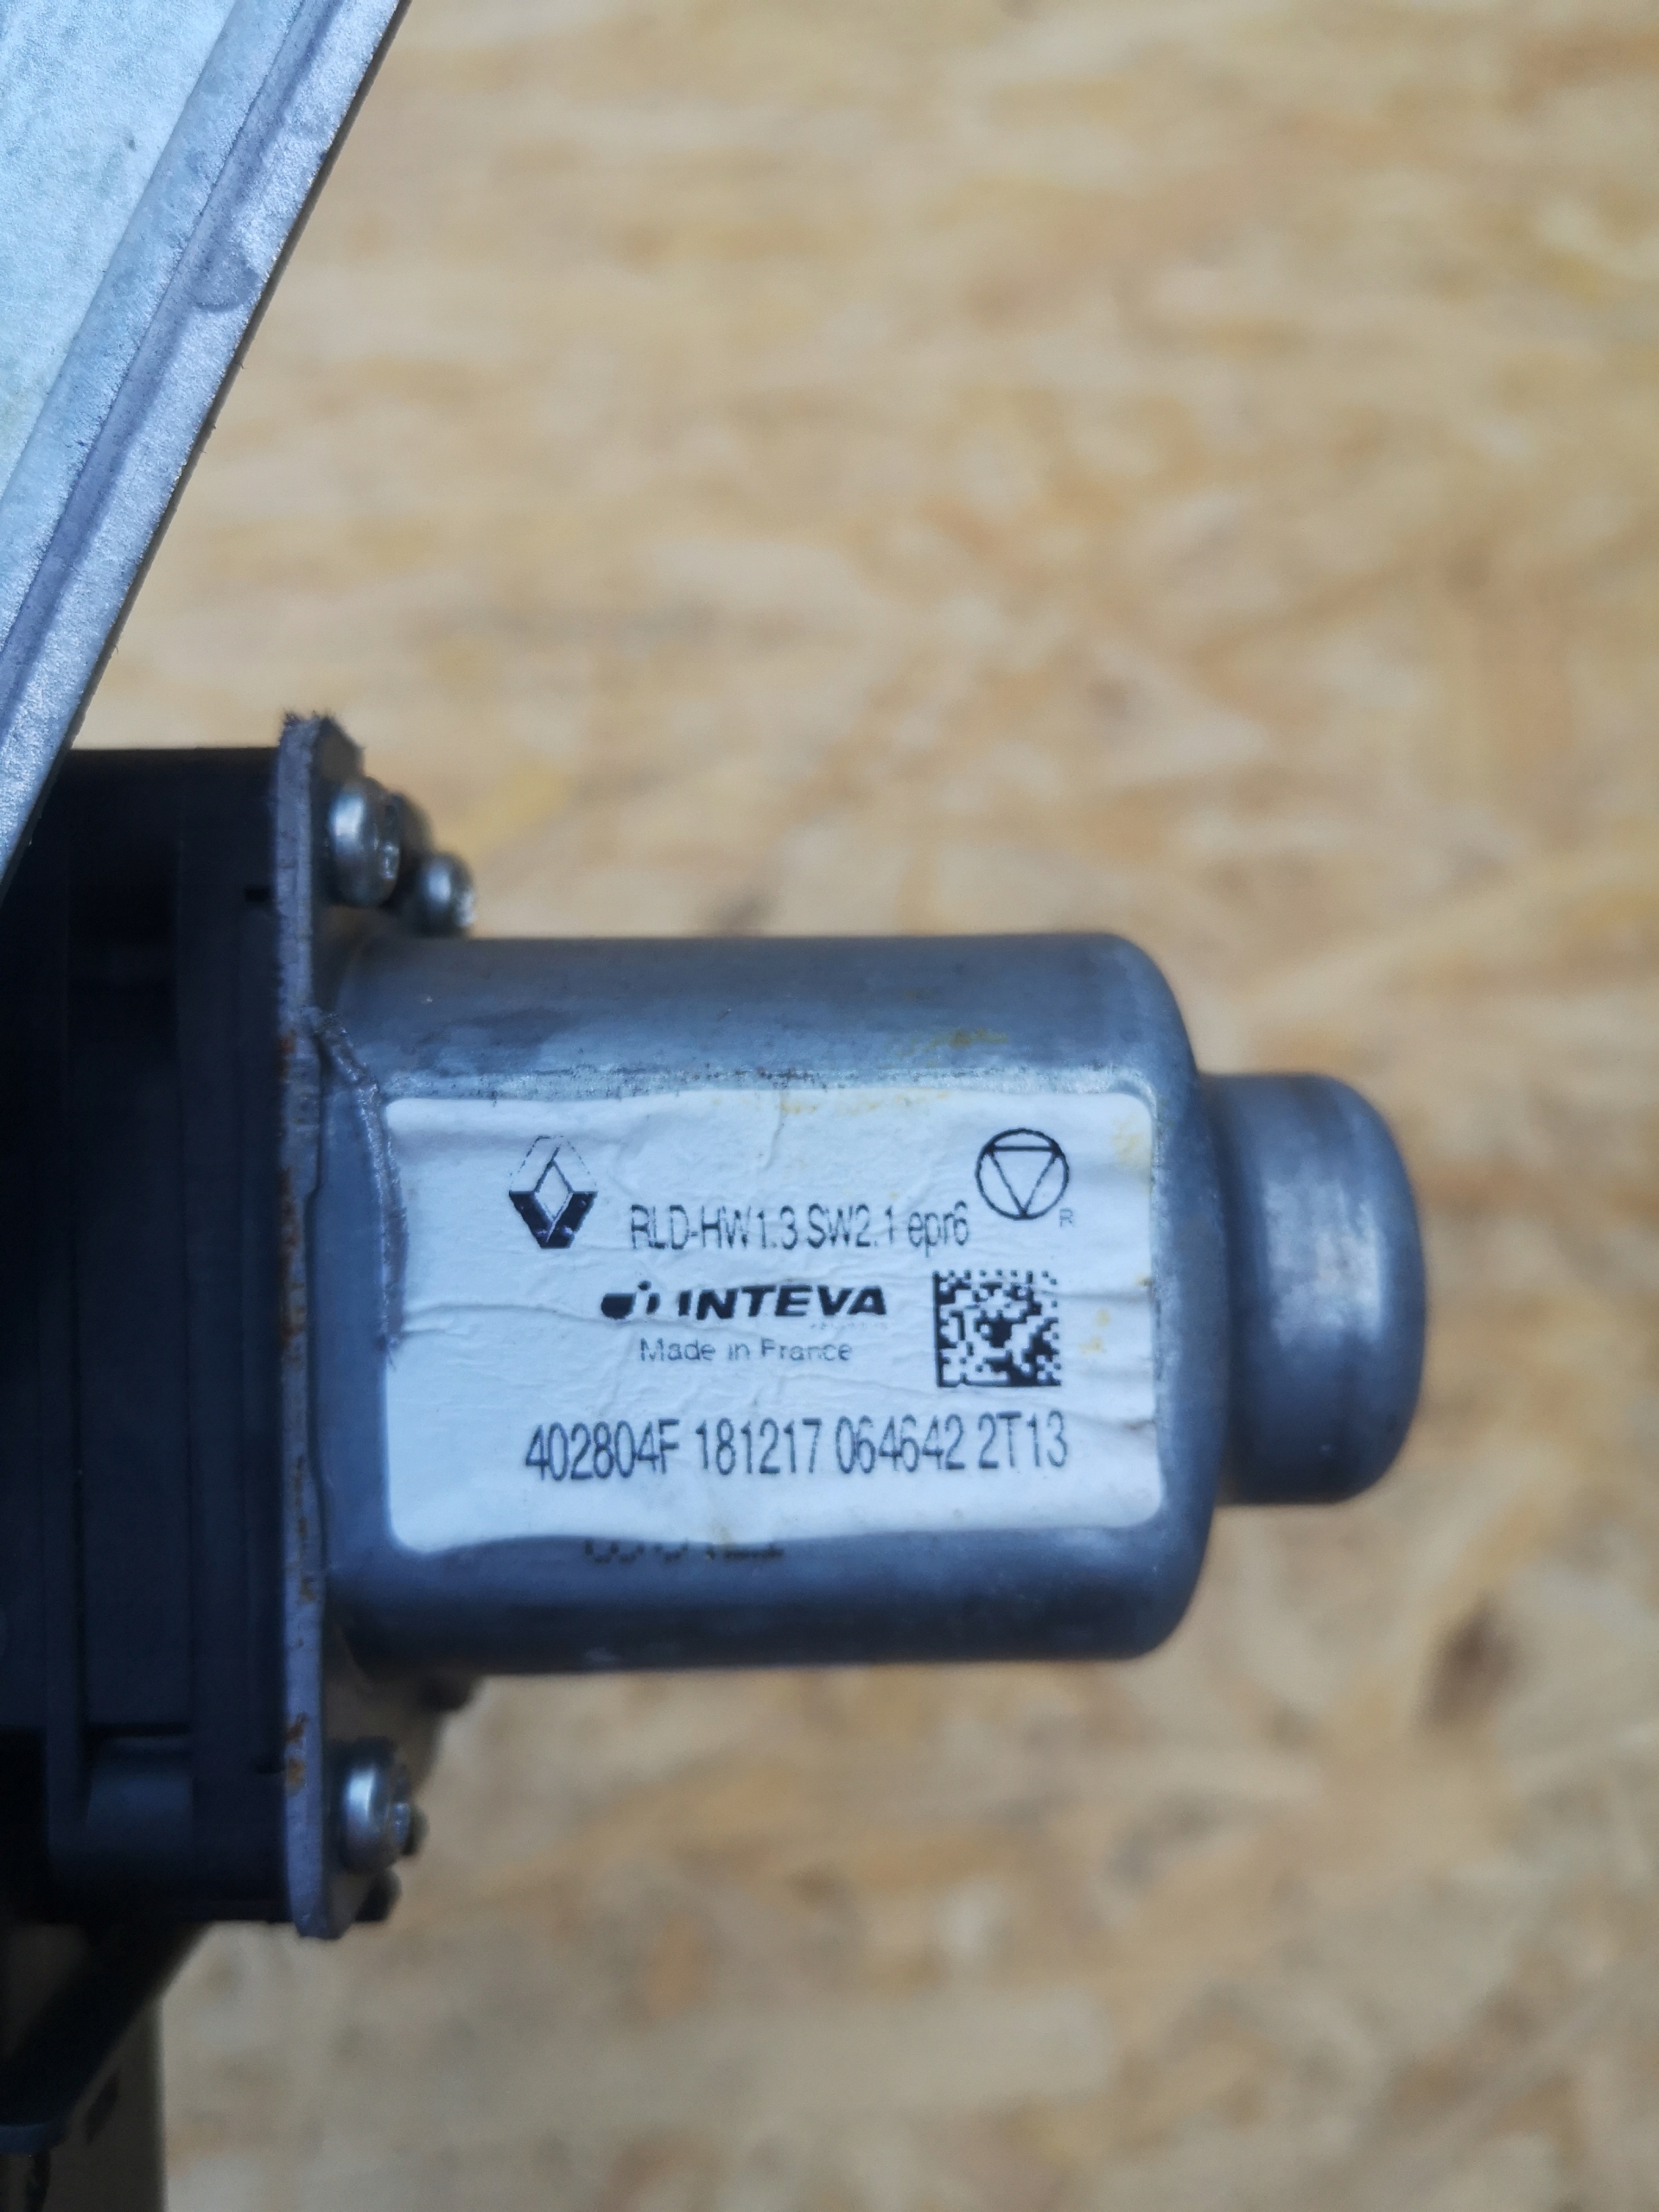 RLD-HW1.3 SW2.1 epr6
R
INTEVA
Made in France
402804F 181217 064642 2T13